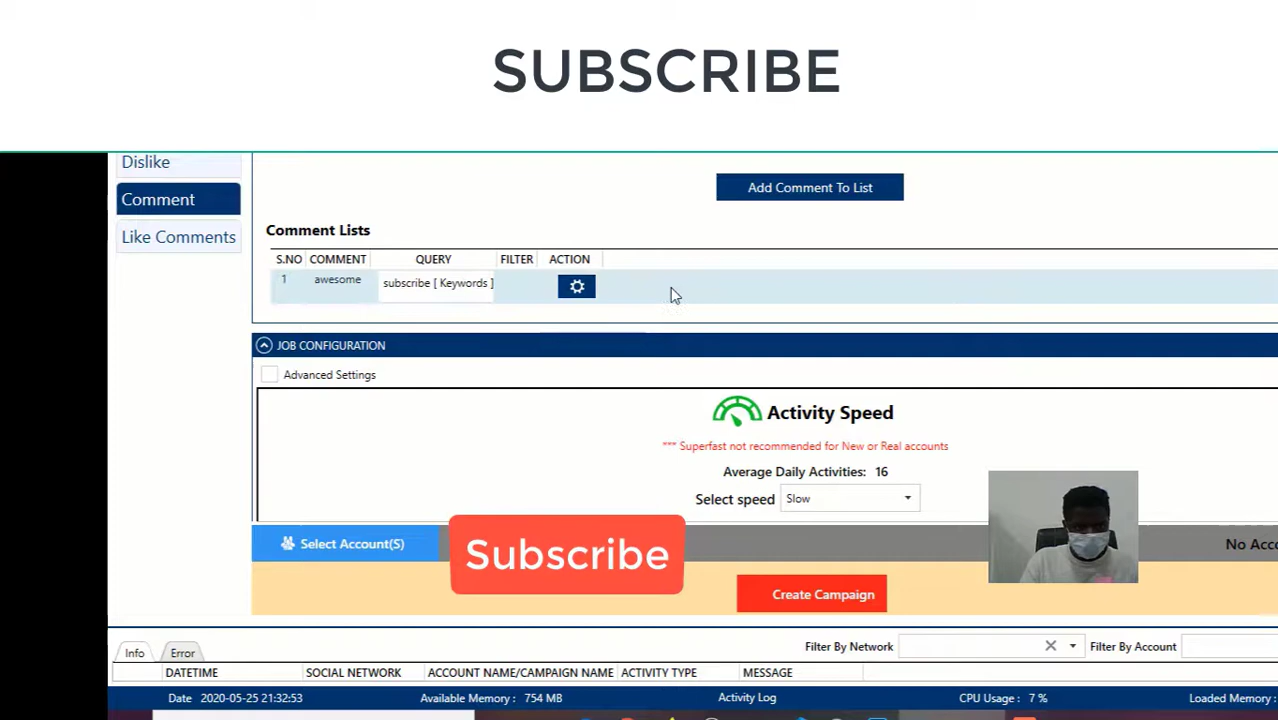 SUBSCRIBE
Dislike
Comment
Like Comments
Add Comment To List
Comment Lists
S.NO COMMENT QUERY FILTER ACTION
1 awesome subscribe [ Keywords ]
JOB CONFIGURATION
Advanced Settings
Activity Speed
*** Superfast not recommended for New or Real accounts
Average Daily Activities: 16
Select speed Slow
Select Account(S)
Subscribe
No Acco
Create Campaign
Info Error
Filter By Network
Filter By Account
DATETIME SOCIAL NETWORK ACCOUNT NAME/CAMPAIGN NAME ACTIVITY TYPE MESSAGE
Date 2020-05-25 21:32:53 Available Memory : 754 MB Activity Log CPU Usage : 7 % Loaded Memory :